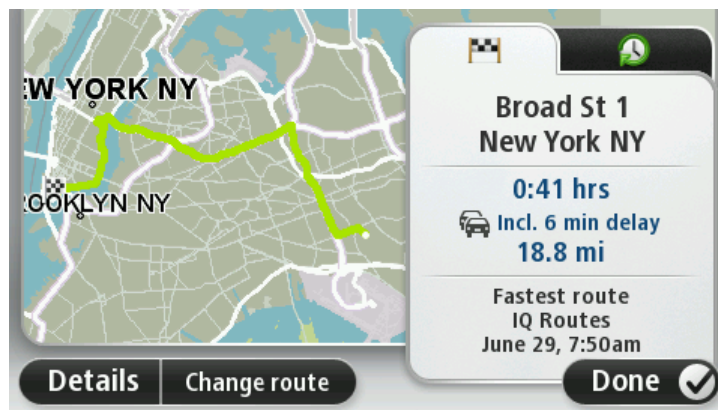 EW YORK NY
ROOKLYN NY
Broad St 1
New York NY
0:41 hrs
Incl. 6 min delay
18.8 mi
Fastest route
IQ Routes
June 29, 7:50am
Details
Change route
Done